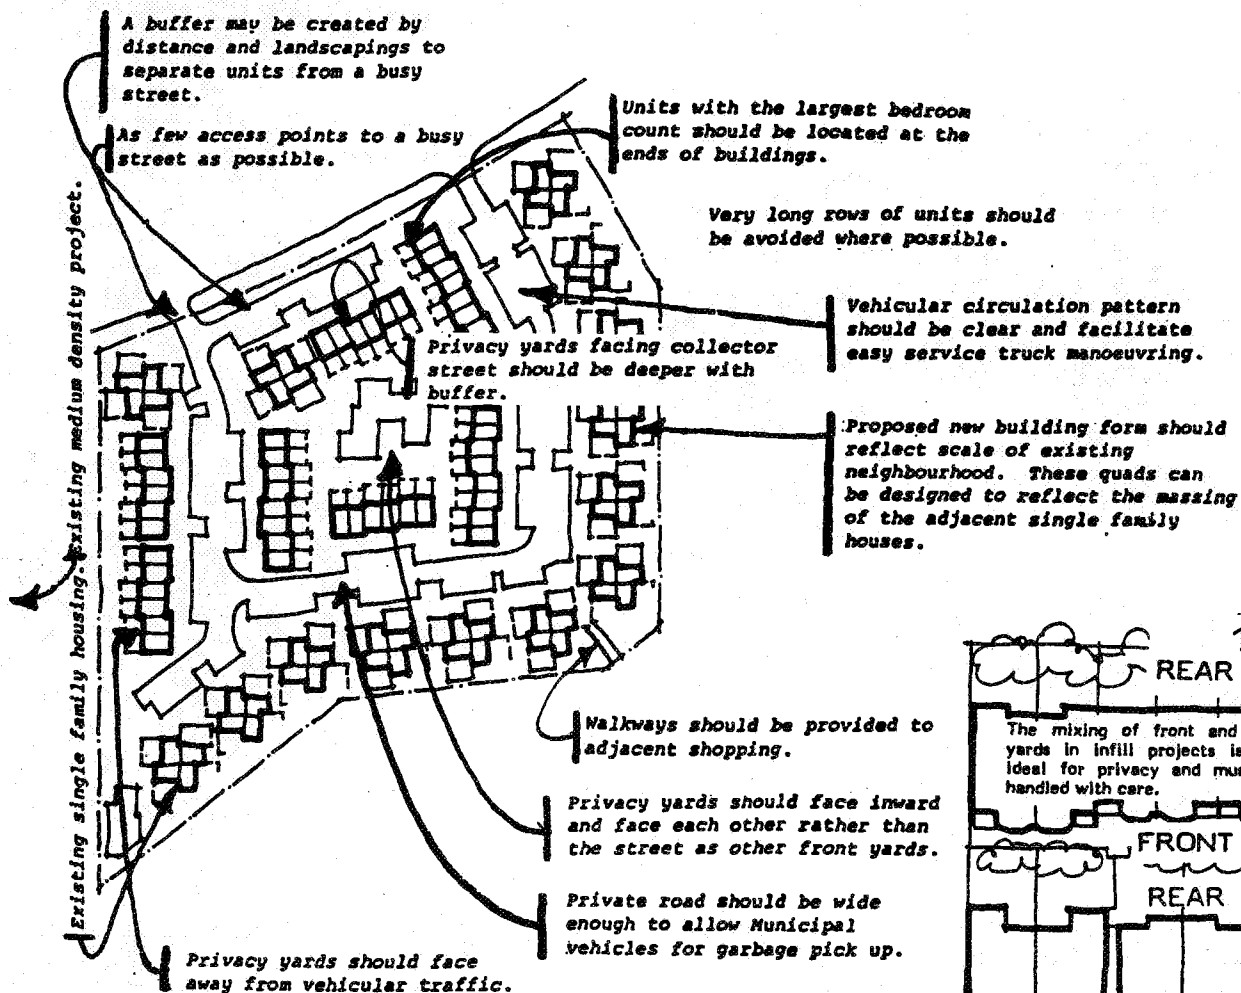 A buffer may be created by
distance and landscapings to
separate units from a busy
street.
As few access points to a busy
street as possible.
Units with the largest bedroom
count should be located at the
ends of buildings.
Very long rows of units should
be avoided where possible.
Vehicular circulation pattern
should be clear and facilitate
easy service truck manoeuvring.
Privacy yards facing collector
street should be deeper with
buffer.
Proposed new building form should
reflect scale of existing
neighbourhood. These quads can
be designed to reflect the massing
of the adjacent single family
houses.
Existing single family housing. Existing medium density project.
Walkways should be provided to
adjacent shopping.
Privacy yards should face inward
and face each other rather than
the street as other front yards.
Private road should be wide
enough to allow Municipal
vehicles for garbage pick up.
Privacy yards should face
away from vehicular traffic.
REAR
The mixing of front and
yards in infill projects is
ideal for privacy and mus
handled with care.
FRONT
REAR